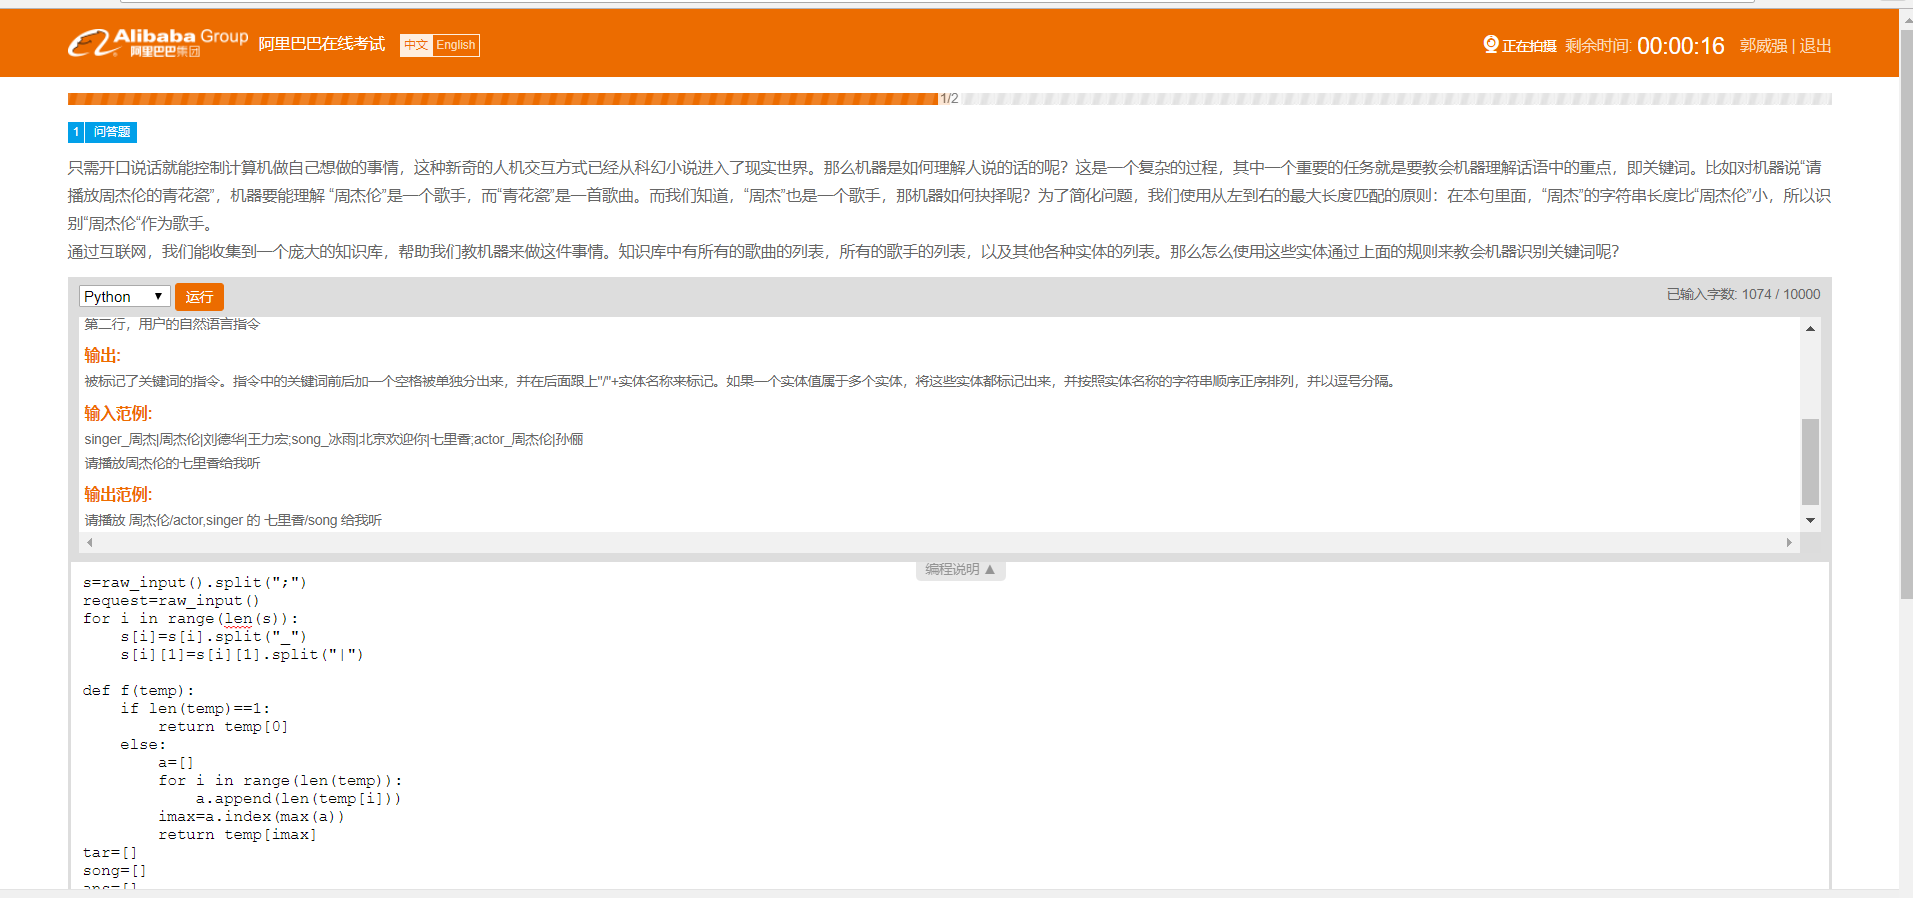 Alibaba Group
阿里巴巴集团
阿里巴巴在线考试
中文 English
正在拍摄 剩余时间: 00:00:16 郭威强 | 退出
1/2
1 问答题
只需开口说话就能控制计算机做自己想做的事情，这种新奇的人机交互方式已经从科幻小说进入了现实世界。那么机器是如何理解人说的话的呢？这是一个复杂的过程，其中一个重要的任务就是要教会机器理解话语中的重点，即关键词。比如对机器说“请
播放周杰伦的青花瓷”，机器要能理解 “周杰伦”是一个歌手，而“青花瓷”是一首歌曲。而我们知道，“周杰”也是一个歌手，那机器如何抉择呢？为了简化问题，我们使用从左到右的最大长度匹配的原则：在本句里面，“周杰”的字符串长度比“周杰伦”小，所以识
别“周杰伦“作为歌手。
通过互联网，我们能收集到一个庞大的知识库，帮助我们教机器来做这件事情。知识库中有所有的歌曲的列表，所有的歌手的列表，以及其他各种实体的列表。那么怎么使用这些实体通过上面的规则来教会机器识别关键词呢？
Python ▼ 运行 已输入字数: 1074 / 10000
第二行，用户的自然语言指令
输出:
被标记了关键词的指令。指令中的关键词前后加一个空格被单独分出来，并在后面跟上"/"+实体名称来标记。如果一个实体值属于多个实体，将这些实体都标记出来，并按照实体名称的字符串顺序正序排列，并以逗号分隔。
输入范例:
singer_周杰|周杰伦|刘德华|王力宏;song_冰雨|北京欢迎你|七里香;actor_周杰伦|孙俪
请播放周杰伦的七里香给我听
输出范例:
请播放 周杰伦/actor,singer 的 七里香/song 给我听
编程说明 ▲
s=raw_input().split(";")
request=raw_input()
for i in range(len(s)):
    s[i]=s[i].split("_")
    s[i][1]=s[i][1].split("|")
def f(temp):
    if len(temp)==1:
        return temp[0]
    else:
        a=[]
        for i in range(len(temp)):
            a.append(len(temp[i]))
        imax=a.index(max(a))
        return temp[imax]
tar=[]
song=[]
ans=[]